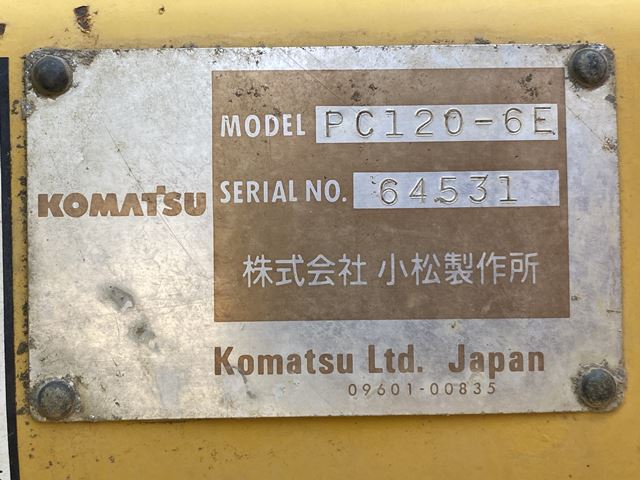 MODEL PC120-6E
KOMATSU SERIAL NO. 64531
株式会社 小松製作所
Komatsu Ltd. Japan
09601-00835